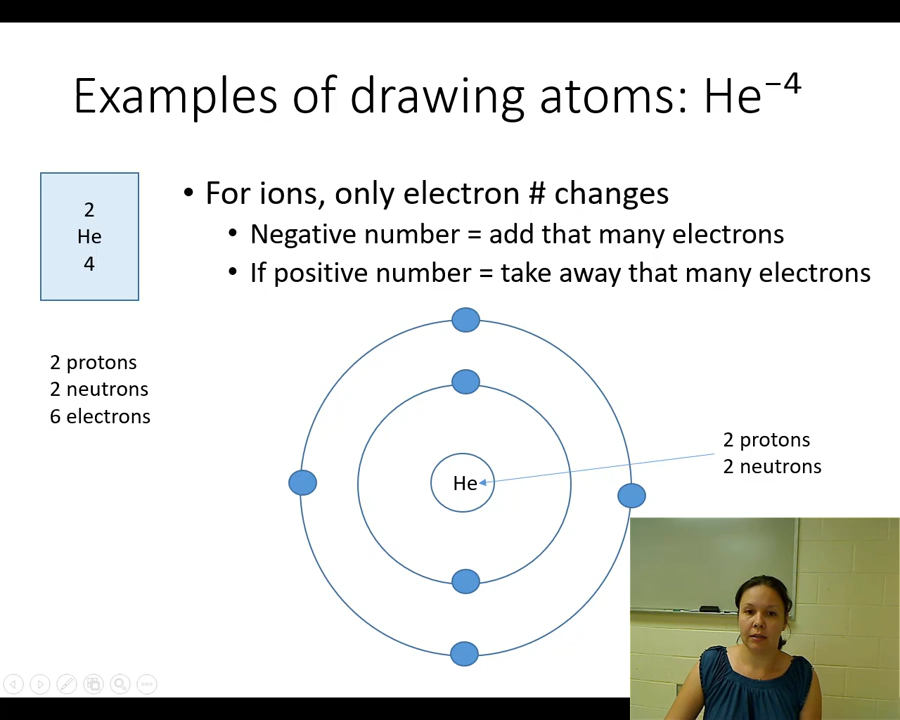 Examples of drawing atoms: He⁻⁴
2
He
4
• For ions, only electron # changes
• Negative number = add that many electrons
• If positive number = take away that many electrons
2 protons
2 neutrons
6 electrons
He
2 protons
2 neutrons